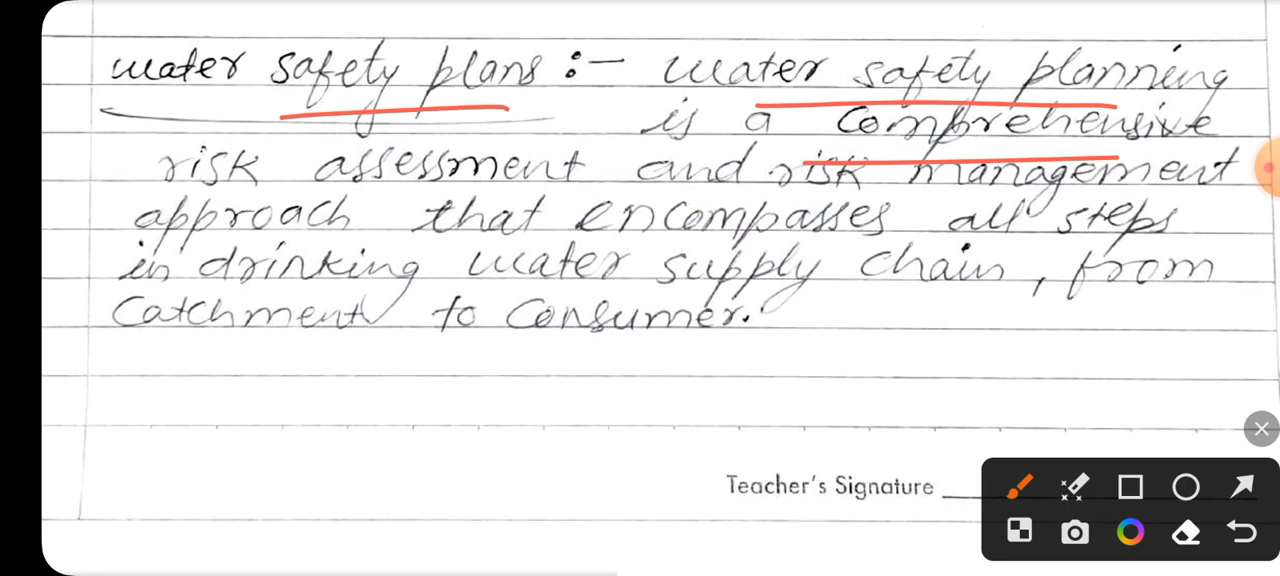 water safety plans :- water safety planning
is a comprehensive
risk assessment and risk management
approach that encompasses all steps
in drinking water supply chain, from
Catchment to Consumer.
Teacher's Signature